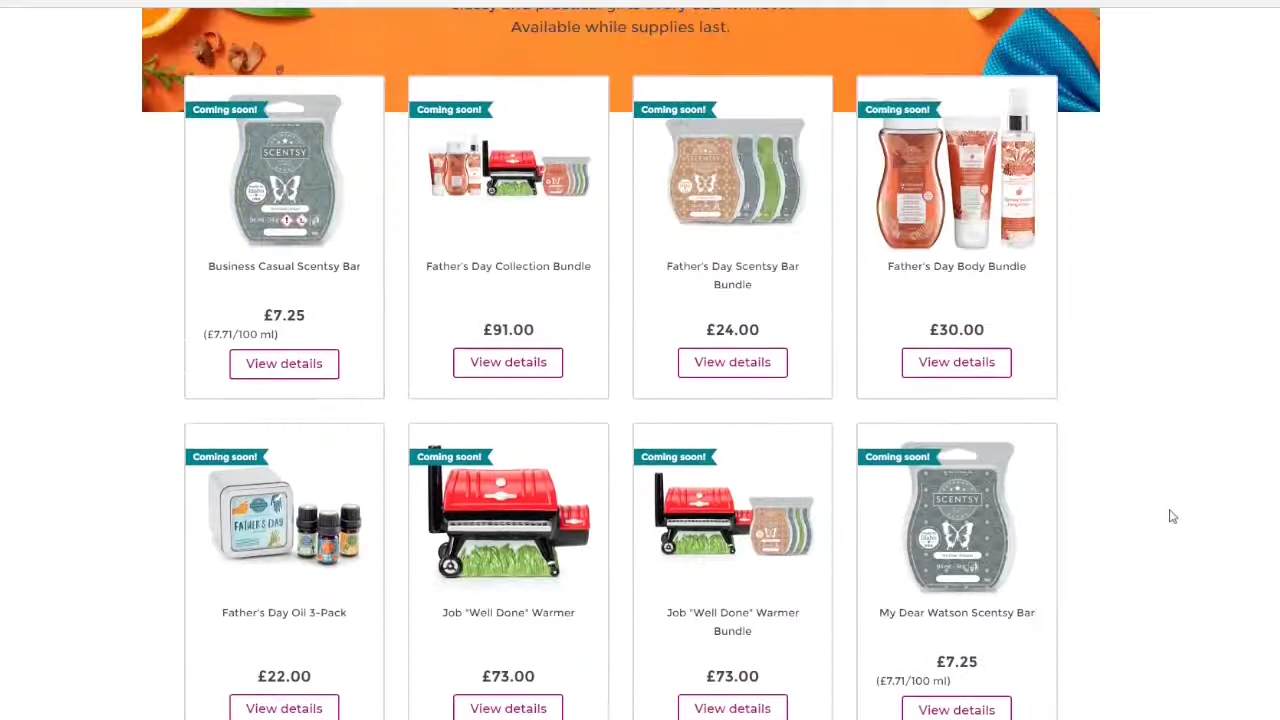 Available while supplies last.
Coming soon!
Coming soon!
Coming soon!
Coming soon!
SCENTSY
Business Casual Scentsy Bar
£7.25
(£7.71/100 ml)
View details
Father's Day Collection Bundle
£91.00
View details
Father's Day Scentsy Bar
Bundle
£24.00
View details
Father's Day Body Bundle
£30.00
View details
Coming soon!
Coming soon!
Coming soon!
Coming soon!
FATHER'S DAY
SCENTSY
Father's Day Oil 3-Pack
£22.00
View details
Job "Well Done" Warmer
£73.00
View details
Job "Well Done" Warmer
Bundle
£73.00
View details
My Dear Watson Scentsy Bar
£7.25
(£7.71/100 ml)
View details